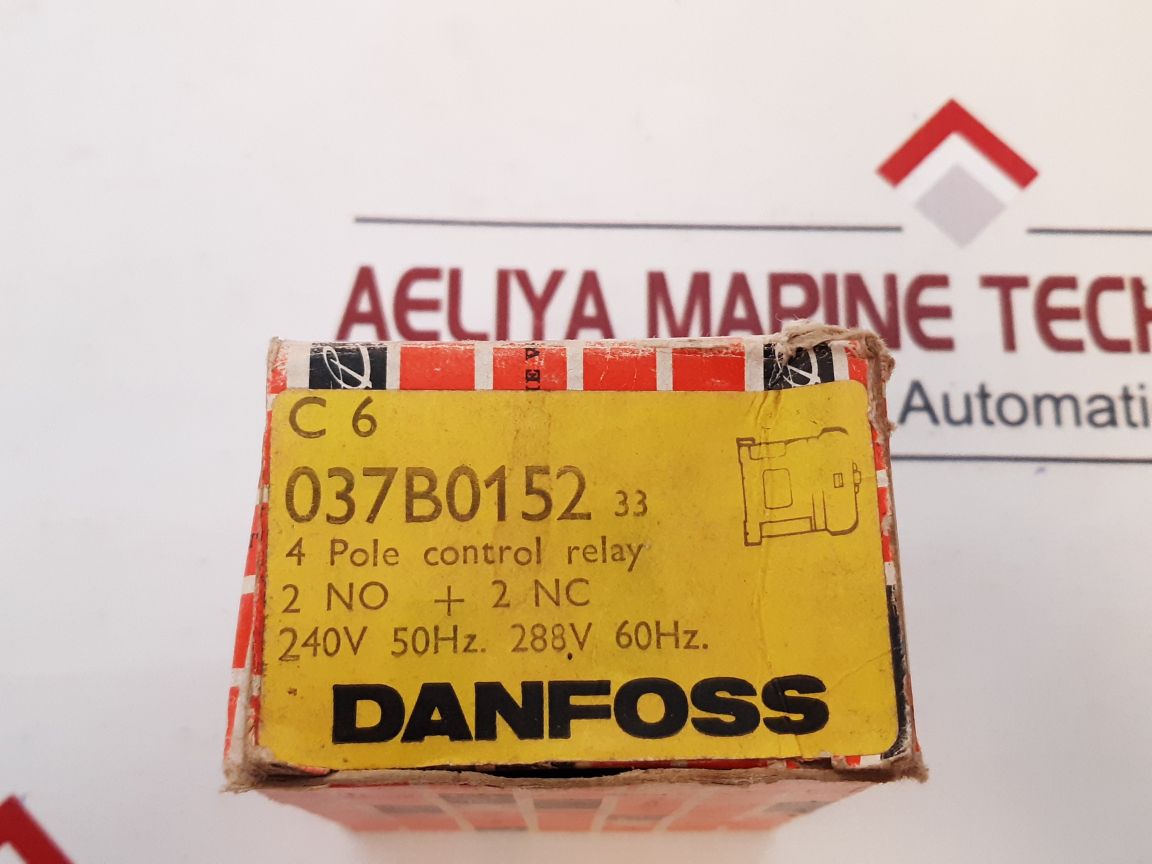 AELIYA MARINE TECH
Automati
C 6
037B0152 33
4 Pole control relay
2 NO + 2 NC
240V 50Hz. 288V 60Hz.
DANFOSS